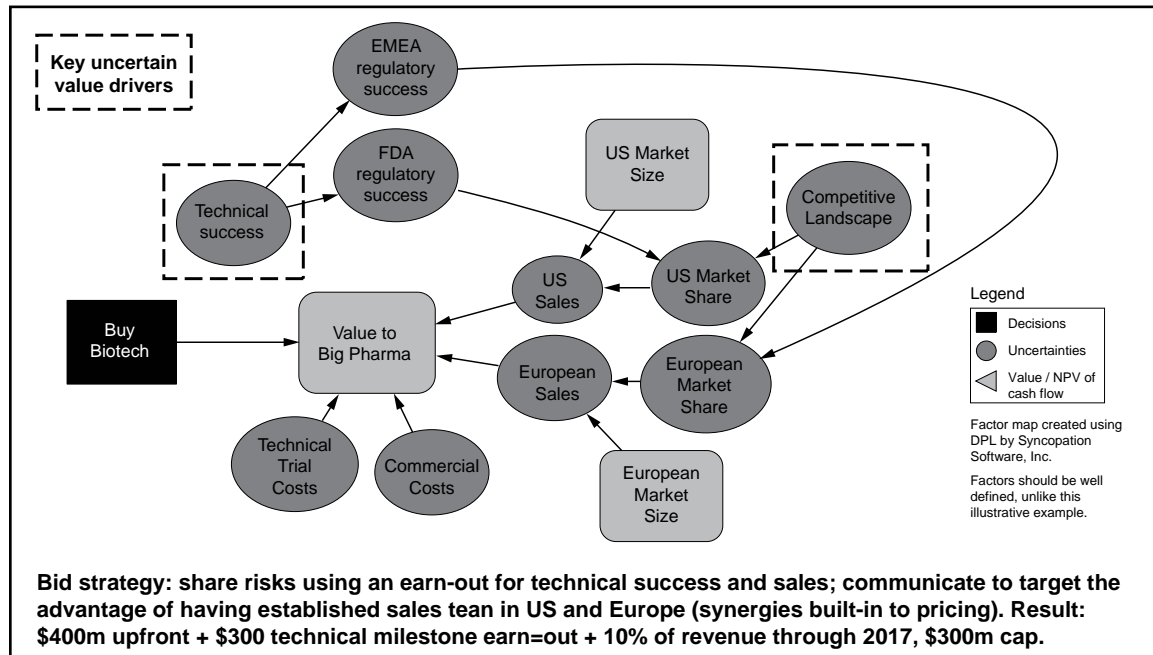 Key uncertain
value drivers
EMEA
regulatory
success
FDA
regulatory
success
Technical
success
US Market
Size
Competitive
Landscape
US
Sales
US Market
Share
Buy
Biotech
Value to
Big Pharma
European
Sales
European
Market
Share
Technical
Trial
Costs
Commercial
Costs
European
Market
Size
Legend
Decisions
Uncertainties
Value / NPV of
cash flow
Factor map created using
DPL by Syncopation
Software, Inc.
Factors should be well
defined, unlike this
illustrative example.
Bid strategy: share risks using an earn-out for technical success and sales; communicate to target the
advantage of having established sales tean in US and Europe (synergies built-in to pricing). Result:
$400m upfront + $300 technical milestone earn=out + 10% of revenue through 2017, $300m cap.